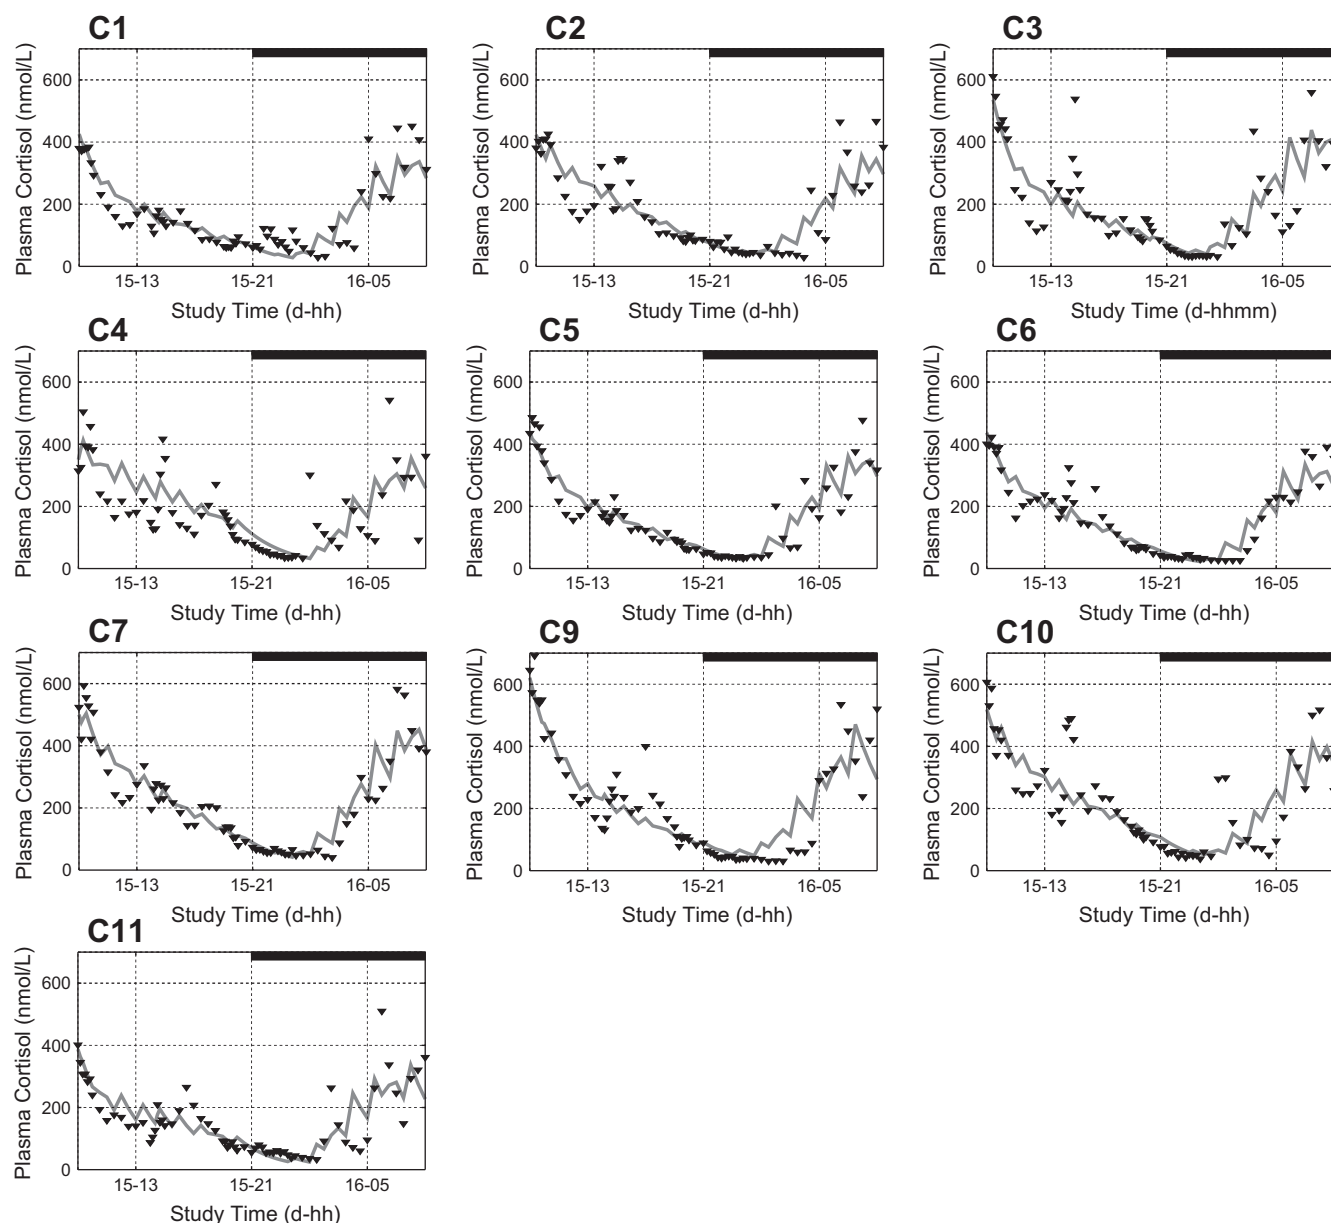 C1
C2
C3
Plasma Cortisol (nmol/L)
600
400
200
0
15-13
15-21
16-05
Study Time (d-hh)
Plasma Cortisol (nmol/L)
600
400
200
0
15-13
15-21
16-05
Study Time (d-hh)
Plasma Cortisol (nmol/L)
600
400
200
0
15-13
15-21
16-05
Study Time (d-hhmm)
C4
C5
C6
Plasma Cortisol (nmol/L)
600
400
200
0
15-13
15-21
16-05
Study Time (d-hh)
Plasma Cortisol (nmol/L)
600
400
200
0
15-13
15-21
16-05
Study Time (d-hh)
Plasma Cortisol (nmol/L)
600
400
200
0
15-13
15-21
16-05
Study Time (d-hh)
C7
C9
C10
Plasma Cortisol (nmol/L)
600
400
200
0
15-13
15-21
16-05
Study Time (d-hh)
Plasma Cortisol (nmol/L)
600
400
200
0
15-13
15-21
16-05
Study Time (d-hh)
Plasma Cortisol (nmol/L)
600
400
200
0
15-13
15-21
16-05
Study Time (d-hh)
C11
Plasma Cortisol (nmol/L)
600
400
200
0
15-13
15-21
16-05
Study Time (d-hh)